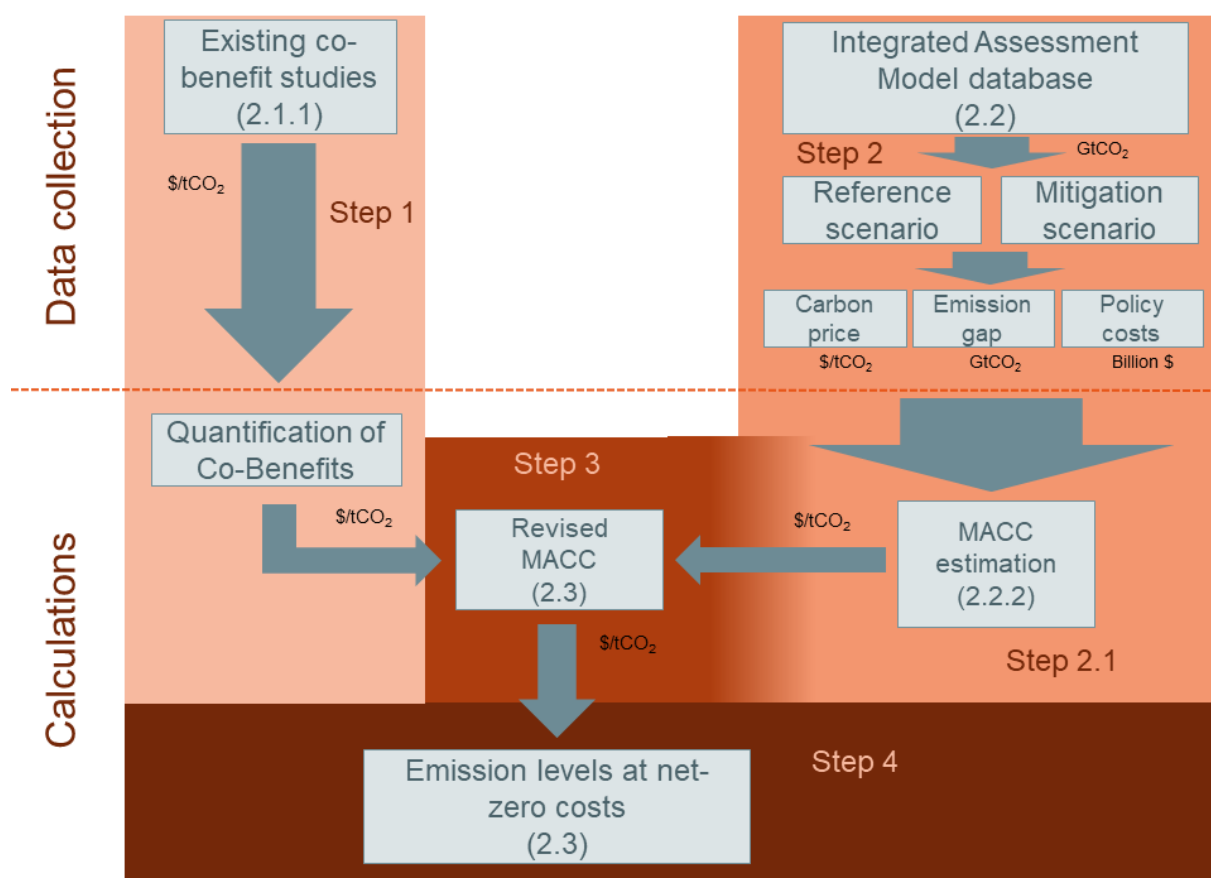 Data collection
Existing co-
benefit studies
(2.1.1)
$/tCO₂
Step 1
Integrated Assessment
Model database
(2.2)
Step 2
GtCO₂
Reference
scenario
Mitigation
scenario
Carbon
price
$/tCO₂
Emission
gap
GtCO₂
Policy
costs
Billion $
Calculations
Quantification of
Co-Benefits
$/tCO₂
Step 3
Revised
MACC
(2.3)
$/tCO₂
$/tCO₂
MACC
estimation
(2.2.2)
Step 2.1
Step 4
Emission levels at net-
zero costs
(2.3)